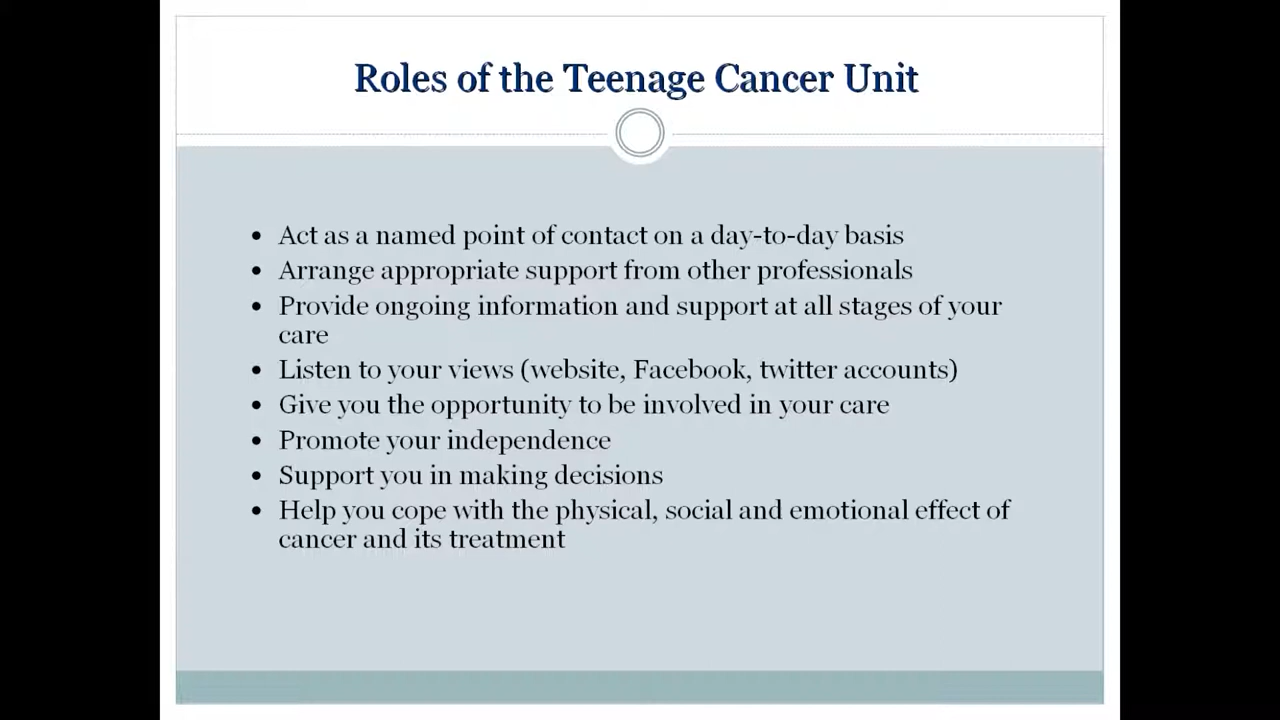 Roles of the Teenage Cancer Unit
• Act as a named point of contact on a day-to-day basis
• Arrange appropriate support from other professionals
• Provide ongoing information and support at all stages of your
care
• Listen to your views (website, Facebook, twitter accounts)
• Give you the opportunity to be involved in your care
• Promote your independence
• Support you in making decisions
• Help you cope with the physical, social and emotional effect of
cancer and its treatment